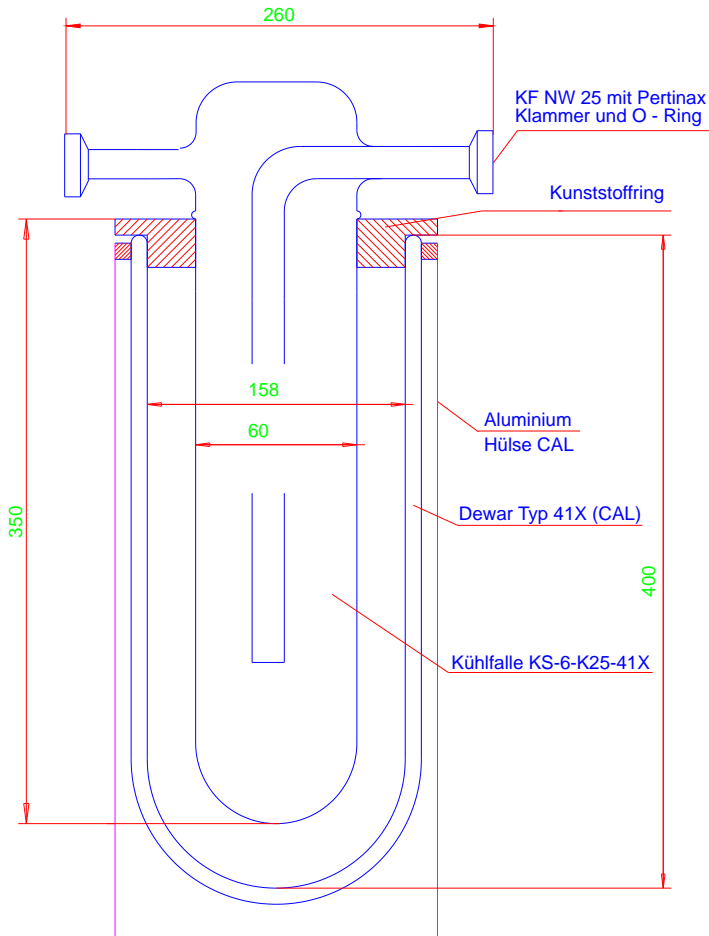 260
KF NW 25 mit Pertinax
Klammer und O - Ring
Kunststoffring
158
Aluminium
Hülse CAL
60
350
Dewar Typ 41X (CAL)
400
Kühlfalle KS-6-K25-41X